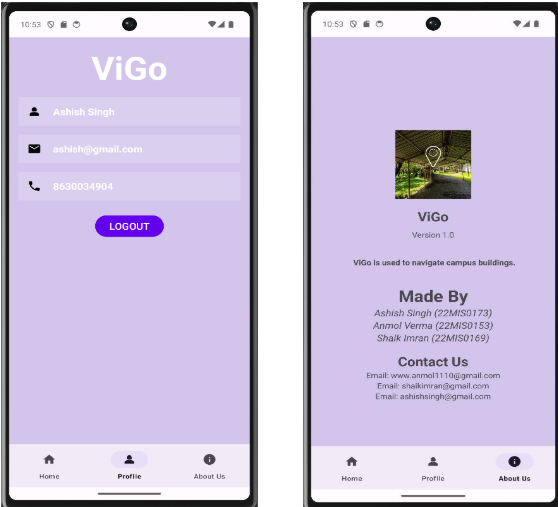 10:53
ViGo
Ashish Singh
ashish@gmail.com
8630034904
LOGOUT
Home
Profile
About Us
10:53
ViGo
Version 1.0
ViGo is used to navigate campus buildings.
Made By
Ashish Singh (22MIS0173)
Anmol Verma (22MIS0153)
Shaik Imran (22MIS0169)
Contact Us
Email: www.anmol1110@gmail.com
Email: shaikimran@gmail.com
Email: ashishsingh@gmail.com
Home
Profile
About Us